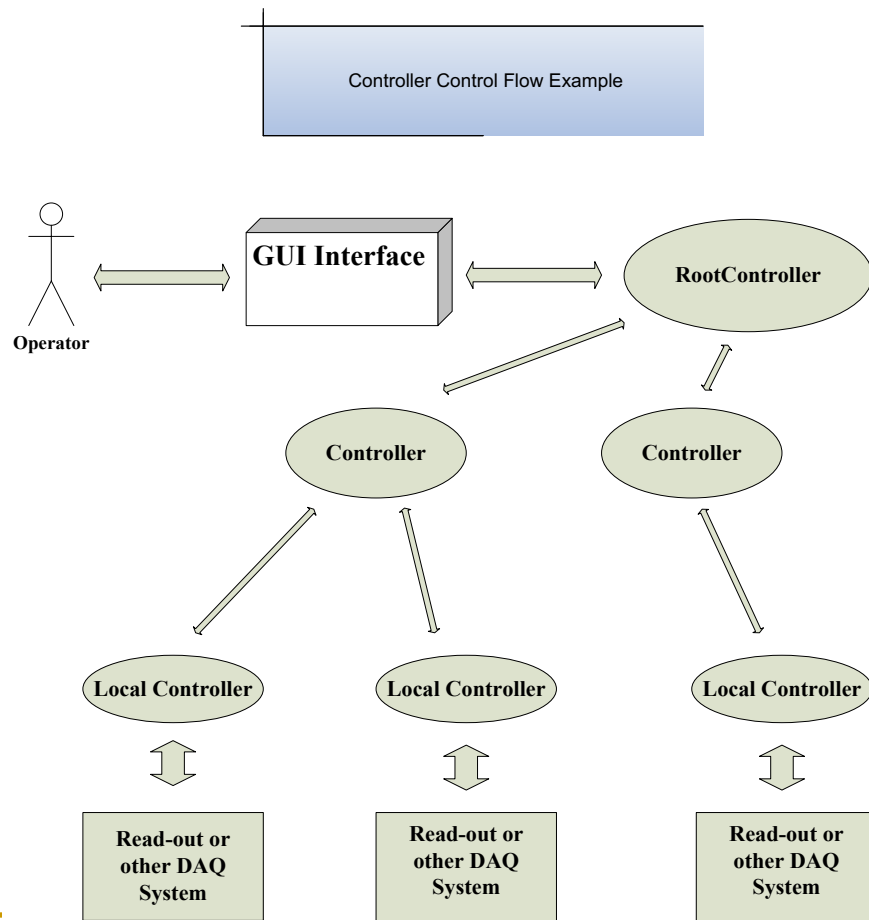 Controller Control Flow Example
GUI Interface
RootController
Operator
Controller
Controller
Local Controller
Local Controller
Local Controller
Read-out or
other DAQ
System
Read-out or
other DAQ
System
Read-out or
other DAQ
System